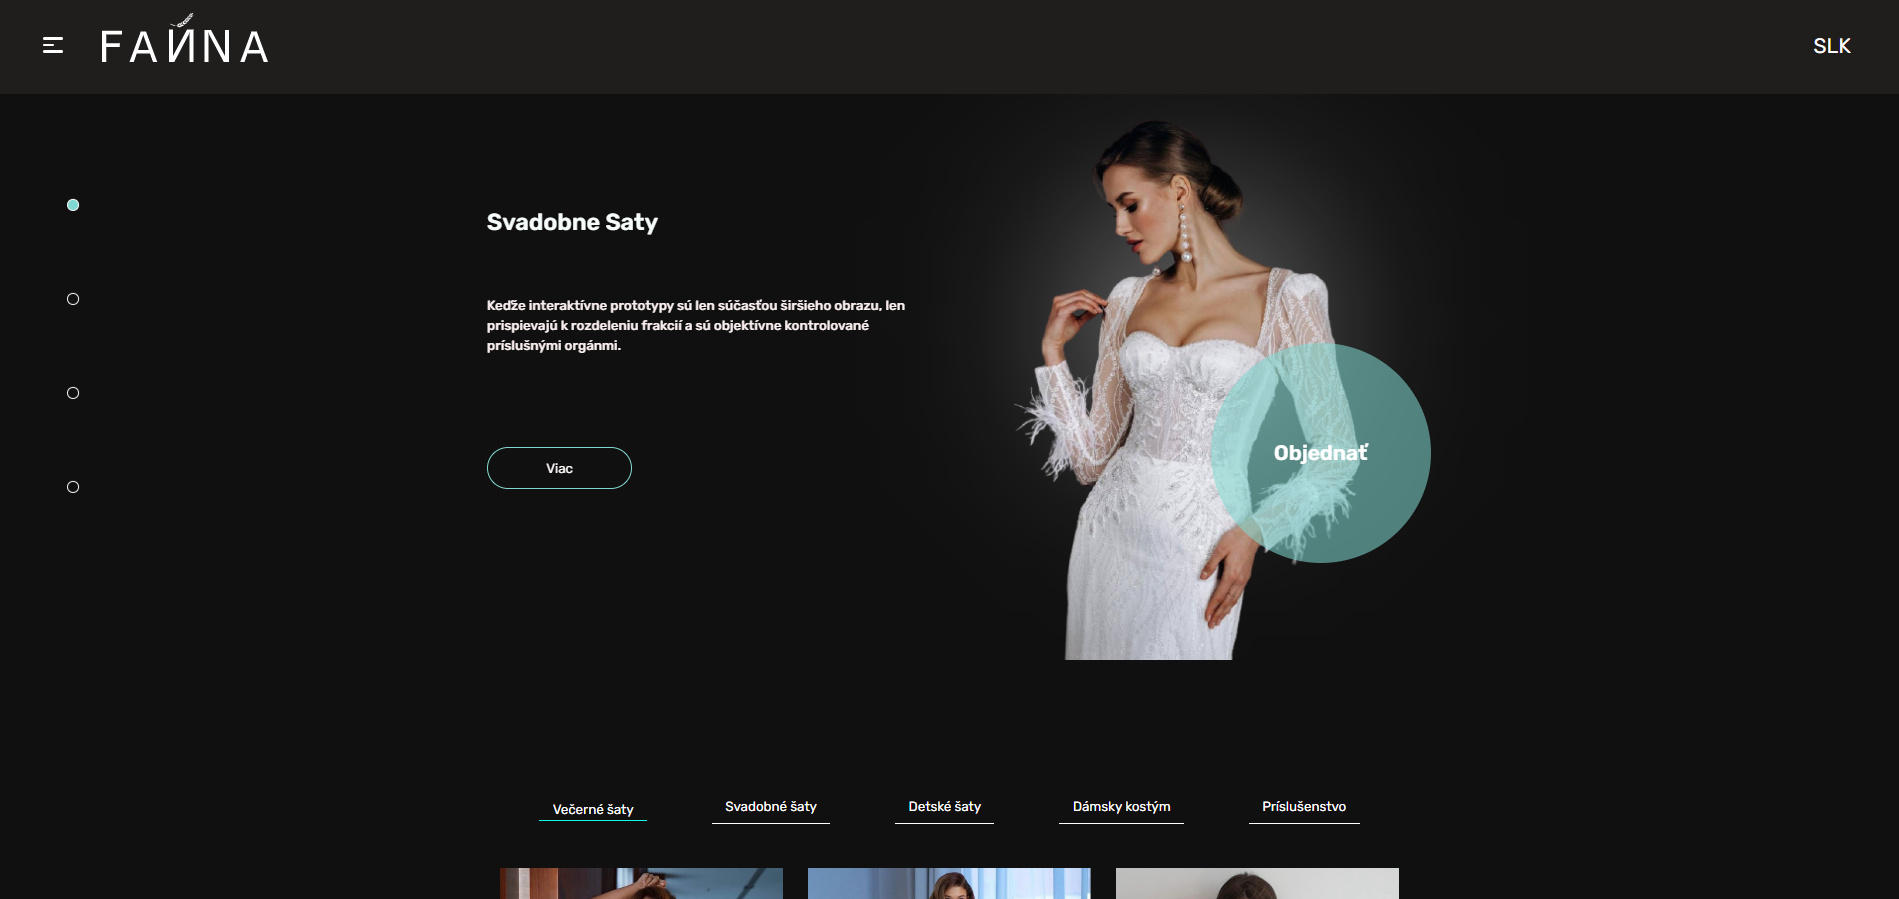 FAЙNA
SLK
Svadobne Saty
Keďže interaktívne prototypy sú len súčasťou širšieho obrazu, len
prispievajú k rozdeleniu frakcií a sú objektívne kontrolované
príslušnými orgánmi.
Viac
Objednať
Večerné šaty
Svadobné šaty
Detské šaty
Dámsky kostým
Príslušenstvo